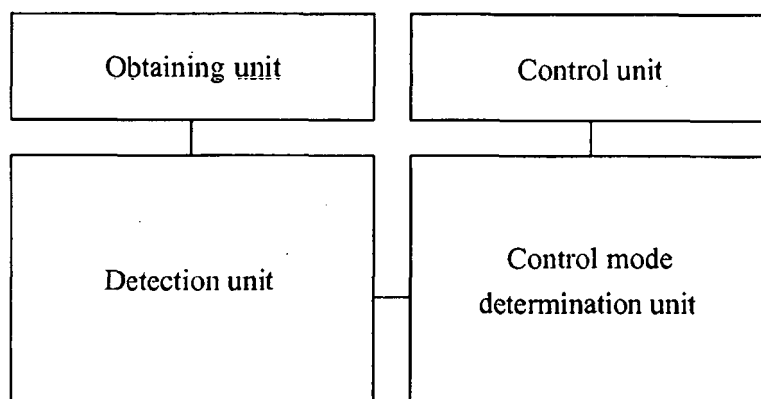 Obtaining unit
Control unit
Detection unit
Control mode
determination unit